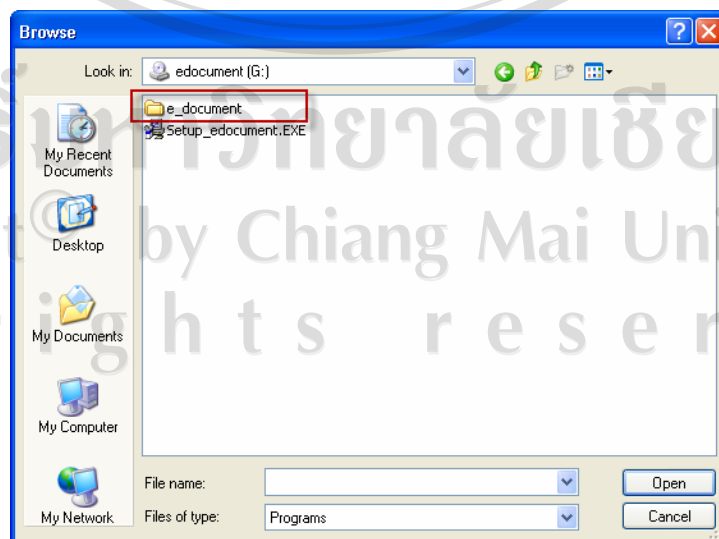 Browse
Look in:
edocument (G:)
e_document
Setup_edocument.EXE
My Recent
Documents
Desktop
My Documents
My Computer
My Network
File name:
Open
Files of type:
Programs
Cancel
มหาวิทยาลัยเชีย
t© by Chiang Mai Uni
i g h t s r e s e r